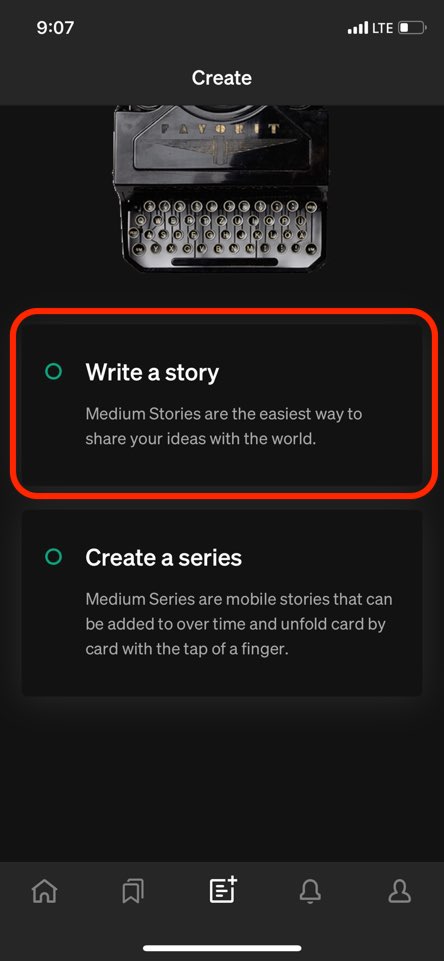 9:07
LTE
Create
FAVORIT
Write a story
Medium Stories are the easiest way to
share your ideas with the world.
Create a series
Medium Series are mobile stories that can
be added to over time and unfold card by
card with the tap of a finger.